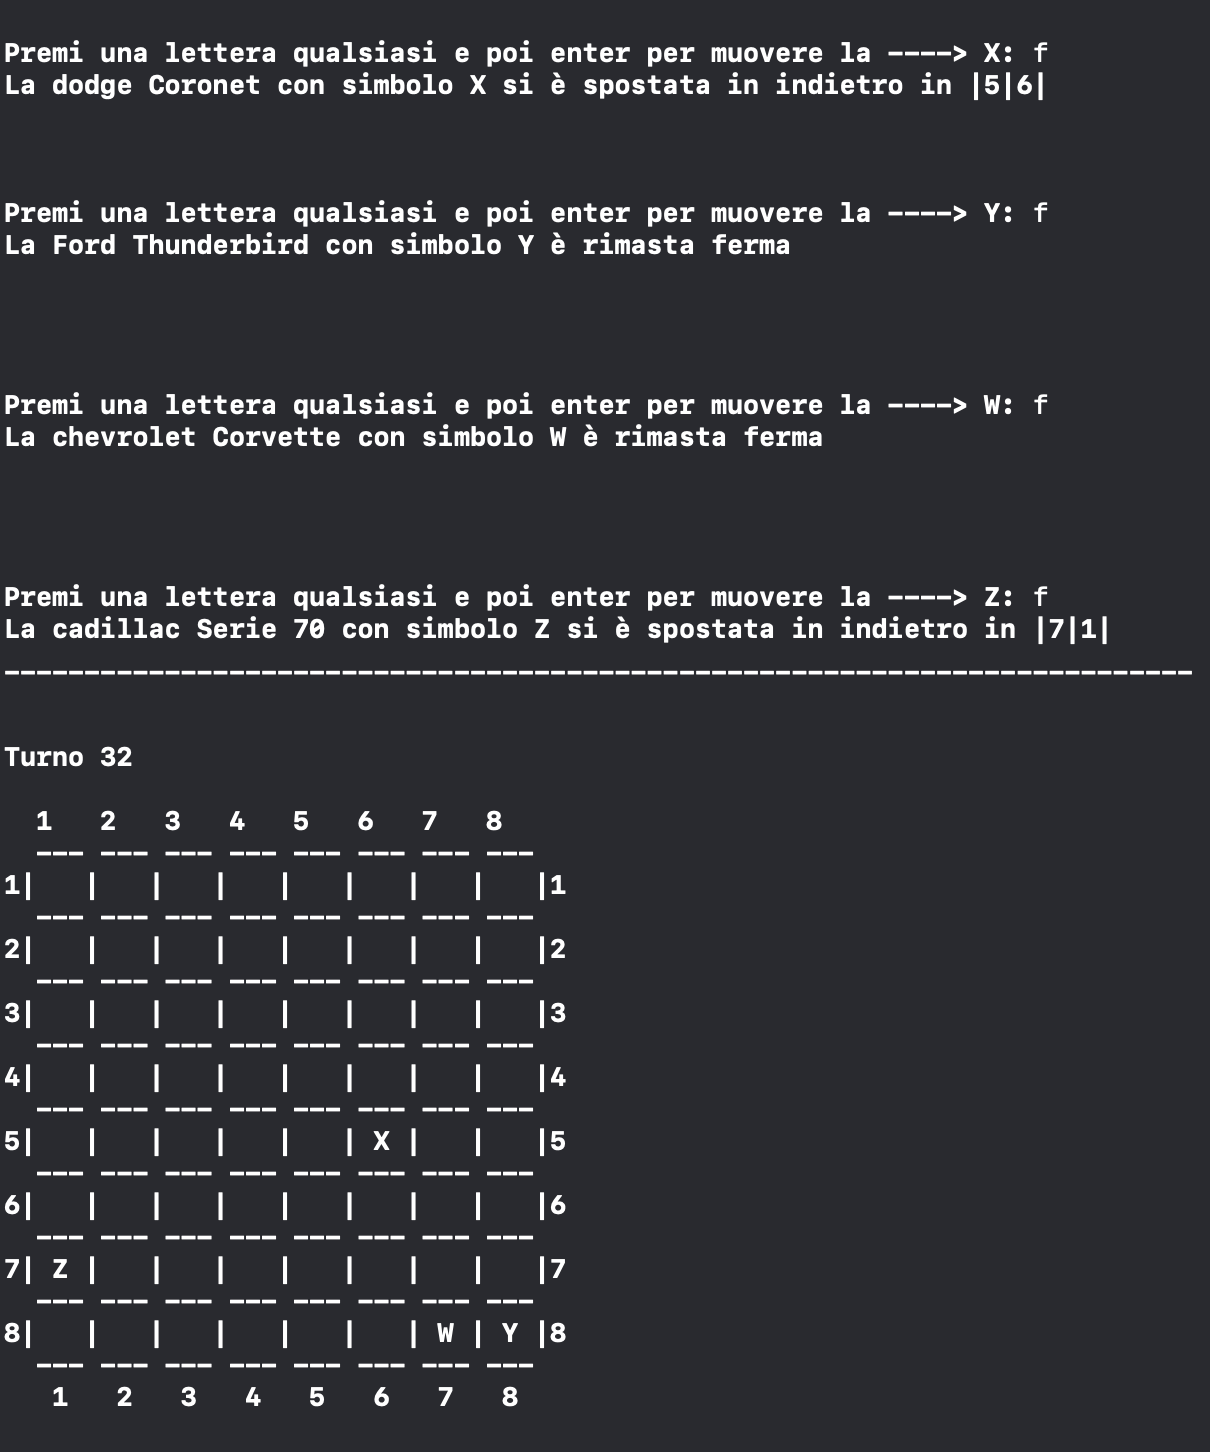 Premi una lettera qualsiasi e poi enter per muovere la ----> X: f
La dodge Coronet con simbolo X si è spostata in indietro in |5|6|
Premi una lettera qualsiasi e poi enter per muovere la ----> Y: f
La Ford Thunderbird con simbolo Y è rimasta ferma
Premi una lettera qualsiasi e poi enter per muovere la ----> W: f
La chevrolet Corvette con simbolo W è rimasta ferma
Premi una lettera qualsiasi e poi enter per muovere la ----> Z: f
La cadillac Serie 70 con simbolo Z si è spostata in indietro in |7|1|
--------------------------------------------------------------------------
Turno 32
  1   2   3   4   5   6   7   8
  --- --- --- --- --- --- --- ---
1|   |   |   |   |   |   |   |   |1
  --- --- --- --- --- --- --- ---
2|   |   |   |   |   |   |   |   |2
  --- --- --- --- --- --- --- ---
3|   |   |   |   |   |   |   |   |3
  --- --- --- --- --- --- --- ---
4|   |   |   |   |   |   |   |   |4
  --- --- --- --- --- --- --- ---
5|   |   |   |   |   | X |   |   |5
  --- --- --- --- --- --- --- ---
6|   |   |   |   |   |   |   |   |6
  --- --- --- --- --- --- --- ---
7| Z |   |   |   |   |   |   |   |7
  --- --- --- --- --- --- --- ---
8|   |   |   |   |   |   | W | Y |8
  --- --- --- --- --- --- --- ---
   1   2   3   4   5   6   7   8